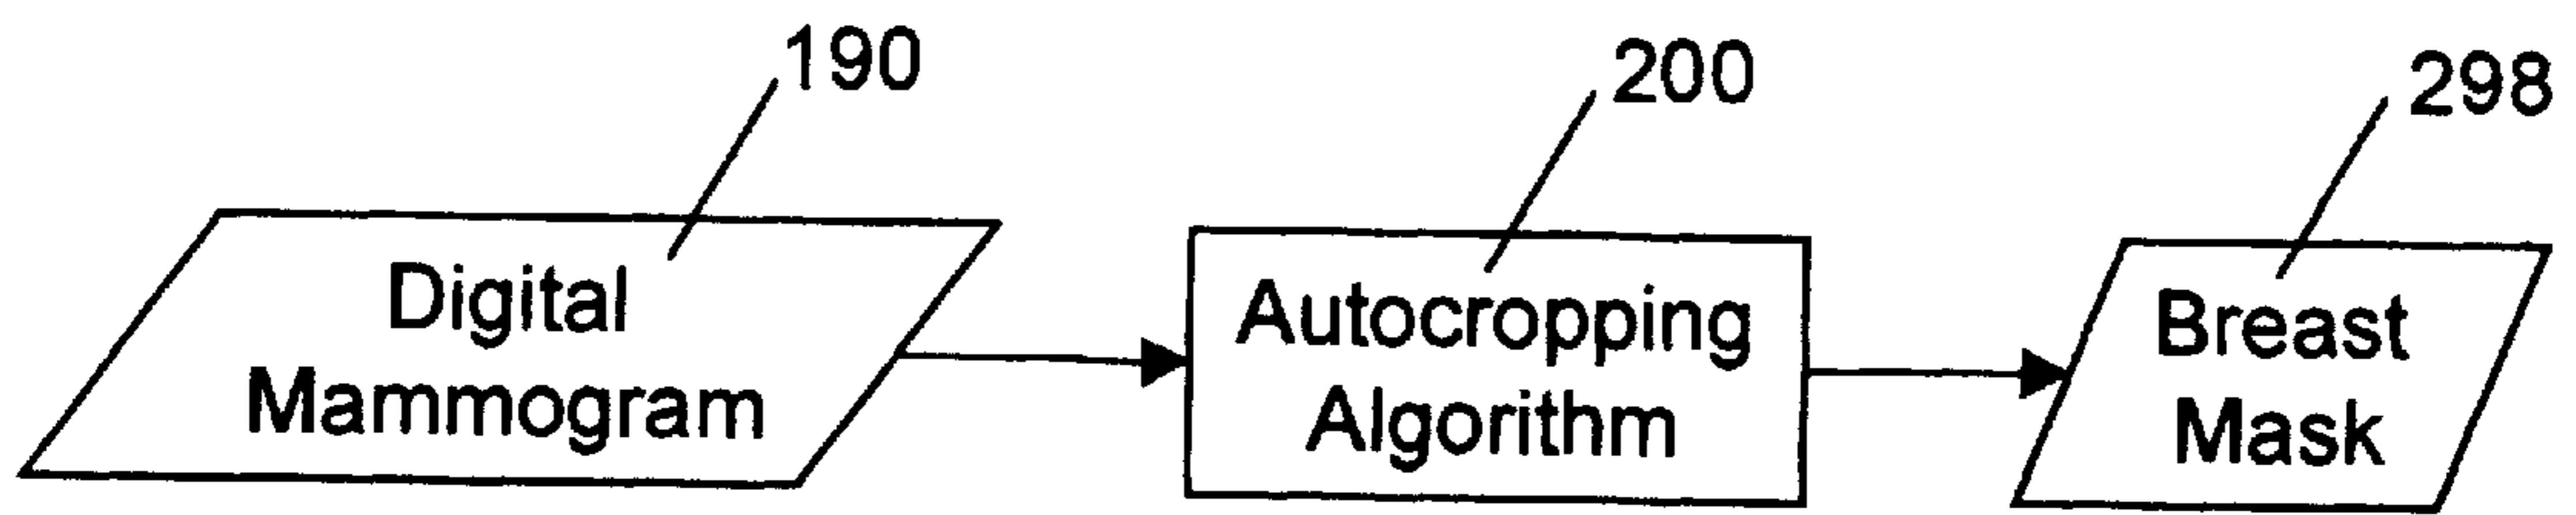 190
200
298
Digital
Mammogram
Autocropping
Algorithm
Breast
Mask